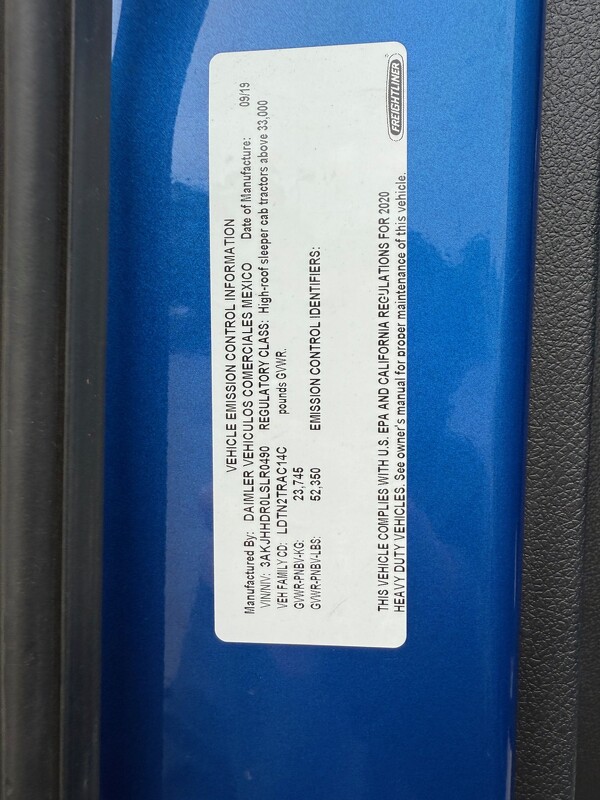 VEHICLE EMISSION CONTROL INFORMATION
Manufactured By: DAIMLER VEHICULOS COMERCIALES MEXICO Date of Manufacture: 09/19
VIN/NIV: 3AKJHHDR0LSLR0490 REGULATORY CLASS: High-roof sleeper cab tractors above 33,000
VEH FAMILY CD: LDTN2TRAC14C pounds GVWR.
GVWR-PNBV-KG: 23,745
GVWR-PNBV-LBS: 52,350 EMISSION CONTROL IDENTIFIERS:
THIS VEHICLE COMPLIES WITH U.S. EPA AND CALIFORNIA REGULATIONS FOR 2020
HEAVY DUTY VEHICLES. See owner's manual for proper maintenance of this vehicle.
FREIGHTLINER